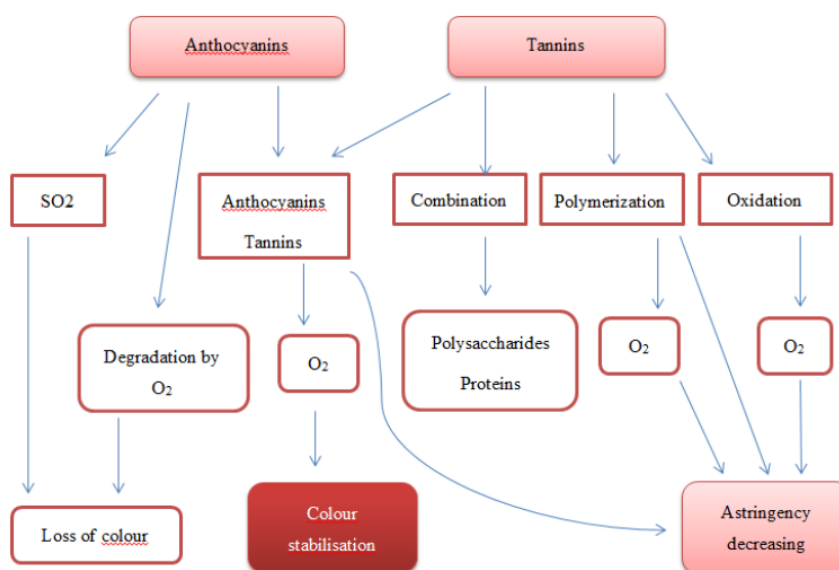 Anthocyanins
Tannins
SO2
Anthocyanins
Tannins
Combination
Polymerization
Oxidation
Degradation by
O₂
O₂
Polysaccharides
Proteins
O₂
O₂
Loss of colour
Colour
stabilisation
Astringency
decreasing